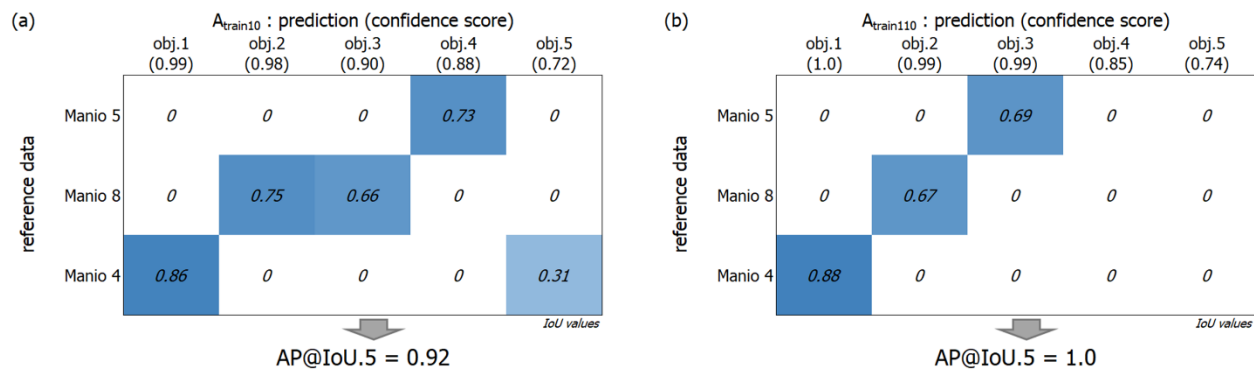 (a)
A_train10 : prediction (confidence score)
obj.1 obj.2 obj.3 obj.4 obj.5
(0.99) (0.98) (0.90) (0.88) (0.72)
reference data
Manio 5 0 0 0 0.73 0
Manio 8 0 0.75 0.66 0 0
Manio 4 0.86 0 0 0 0.31
IoU values
AP@IoU.5 = 0.92
(b)
A_train110 : prediction (confidence score)
obj.1 obj.2 obj.3 obj.4 obj.5
(1.0) (0.99) (0.99) (0.85) (0.74)
reference data
Manio 5 0 0 0.69 0 0
Manio 8 0 0.67 0 0 0
Manio 4 0.88 0 0 0 0
IoU values
AP@IoU.5 = 1.0